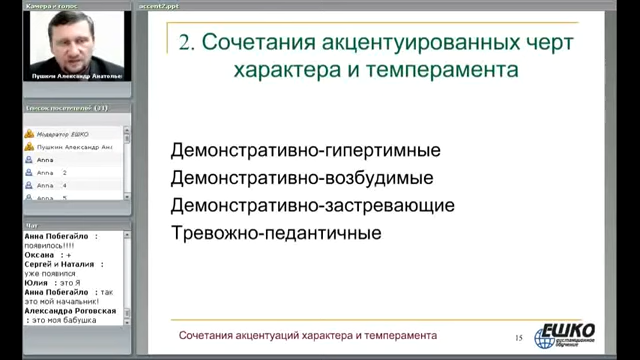 Камера и голос
accent2.ppt
Пушкин Александр Анатольев
Список посетителей (21)
Модератор ЕШКО
Пушкин Александр Ана
Anna
Anna 2
Anna 4
Anna 5
Чат
Анна Побегайло :
появилось!!!!
Оксана : +
Сергей и Наталия :
уже появился
Юлия : это Я
Анна Побегайло : так
это мой начальник!
Александра Роговская
: это моя бабушка
2. Сочетания акцентуированных черт
характера и темперамента
Демонстративно-гипертимные
Демонстративно-возбудимые
Демонстративно-застревающие
Тревожно-педантичные
Сочетания акцентуаций характера и темперамента
15
ЕШКО
дистанционное
обучение